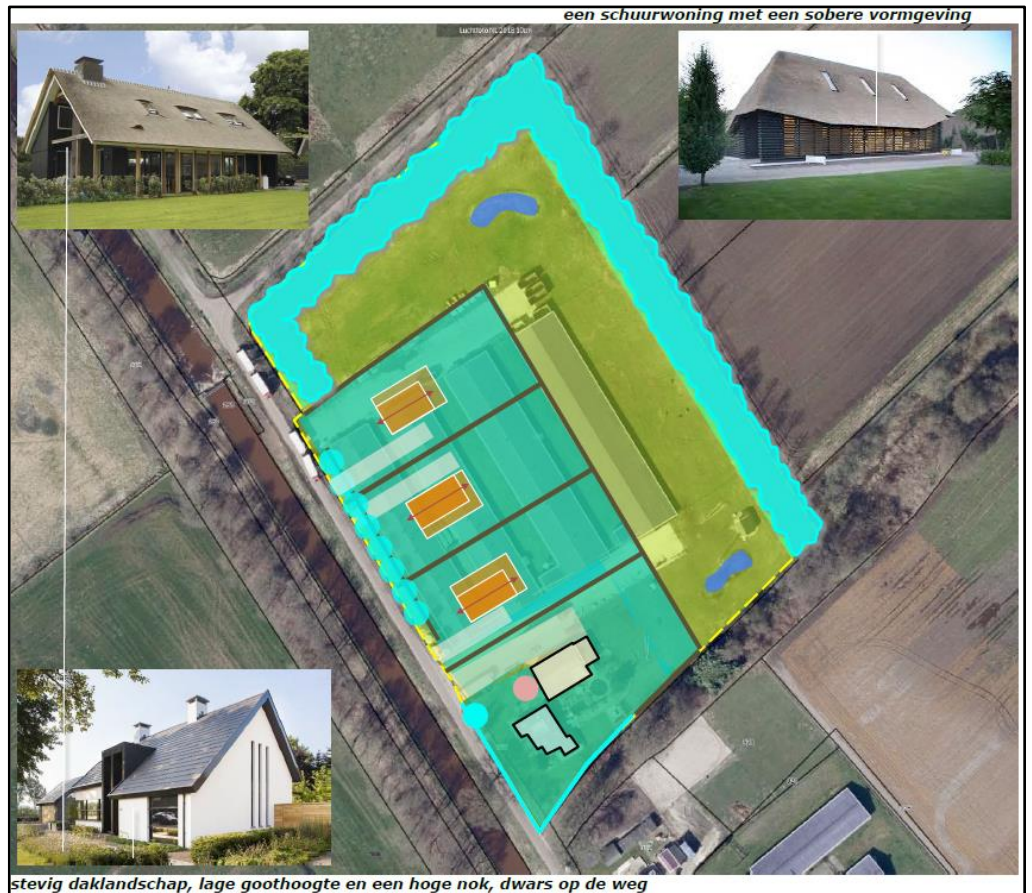 een schuurwoning met een sobere vormgeving
stevig daklandschap, lage goothoogte en een hoge nok, dwars op de weg